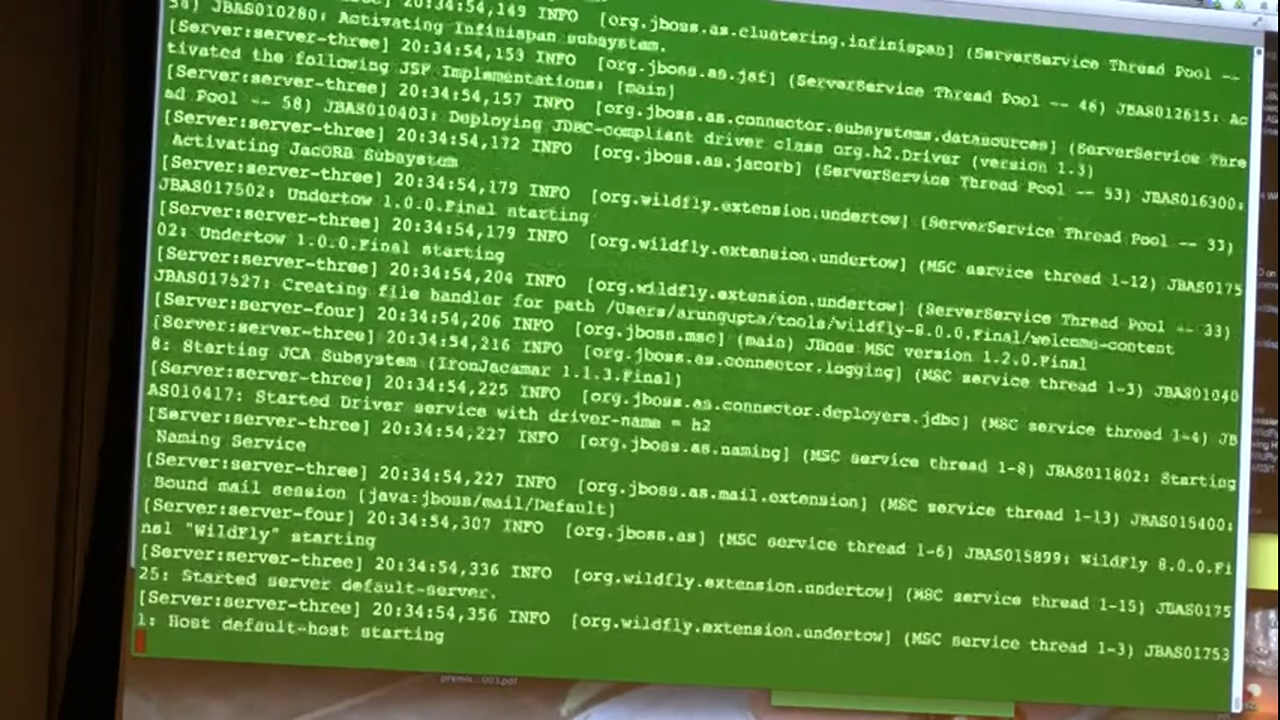 54) JBAS010280: Activating Infinispan subsystem.
20:34:54,149 INFO  [org.jboss.as.clustering.infinispan] (ServerService Thread Pool --
[Server:server-three] 20:34:54,153 INFO  [org.jboss.as.jsf] (ServerService Thread Pool -- 46) JBAS012615: Ac
tivated the following JSF Implementations: [main]
[Server:server-three] 20:34:54,157 INFO  [org.jboss.as.connector.subsystems.datasources] (ServerService Thre
ad Pool -- 58) JBAS010403: Deploying JDBC-compliant driver class org.h2.Driver (version 1.3)
[Server:server-three] 20:34:54,172 INFO  [org.jboss.as.jacorb] (ServerService Thread Pool -- 53) JBAS016300:
Activating JacORB Subsystem
[Server:server-three] 20:34:54,179 INFO  [org.wildfly.extension.undertow] (ServerService Thread Pool -- 33)
JBAS017502: Undertow 1.0.0.Final starting
[Server:server-three] 20:34:54,179 INFO  [org.wildfly.extension.undertow] (MSC service thread 1-12) JBAS0175
02: Undertow 1.0.0.Final starting
[Server:server-three] 20:34:54,204 INFO  [org.wildfly.extension.undertow] (ServerService Thread Pool -- 33)
JBAS017527: Creating file handler for path /Users/arungupta/tools/wildfly-8.0.0.Final/welcome-content
[Server:server-four] 20:34:54,206 INFO  [org.jboss.msc] (main) JBoss MSC version 1.2.0.Final
[Server:server-three] 20:34:54,216 INFO  [org.jboss.as.connector.logging] (MSC service thread 1-3) JBAS01040
8: Starting JCA Subsystem (IronJacamar 1.1.3.Final)
[Server:server-three] 20:34:54,225 INFO  [org.jboss.as.connector.deployers.jdbc] (MSC service thread 1-4) JB
AS010417: Started Driver service with driver-name = h2
[Server:server-three] 20:34:54,227 INFO  [org.jboss.as.naming] (MSC service thread 1-8) JBAS011802: Starting
Naming Service
[Server:server-three] 20:34:54,227 INFO  [org.jboss.as.mail.extension] (MSC service thread 1-13) JBAS015400:
Bound mail session [java:jboss/mail/Default]
[Server:server-four] 20:34:54,307 INFO  [org.jboss.as] (MSC service thread 1-6) JBAS015899: WildFly 8.0.0.Fi
nal "WildFly" starting
[Server:server-three] 20:34:54,336 INFO  [org.wildfly.extension.undertow] (MSC service thread 1-15) JBAS0175
25: Started server default-server.
[Server:server-three] 20:34:54,356 INFO  [org.wildfly.extension.undertow] (MSC service thread 1-3) JBAS01753
1: Host default-host starting
premis...003.pdf